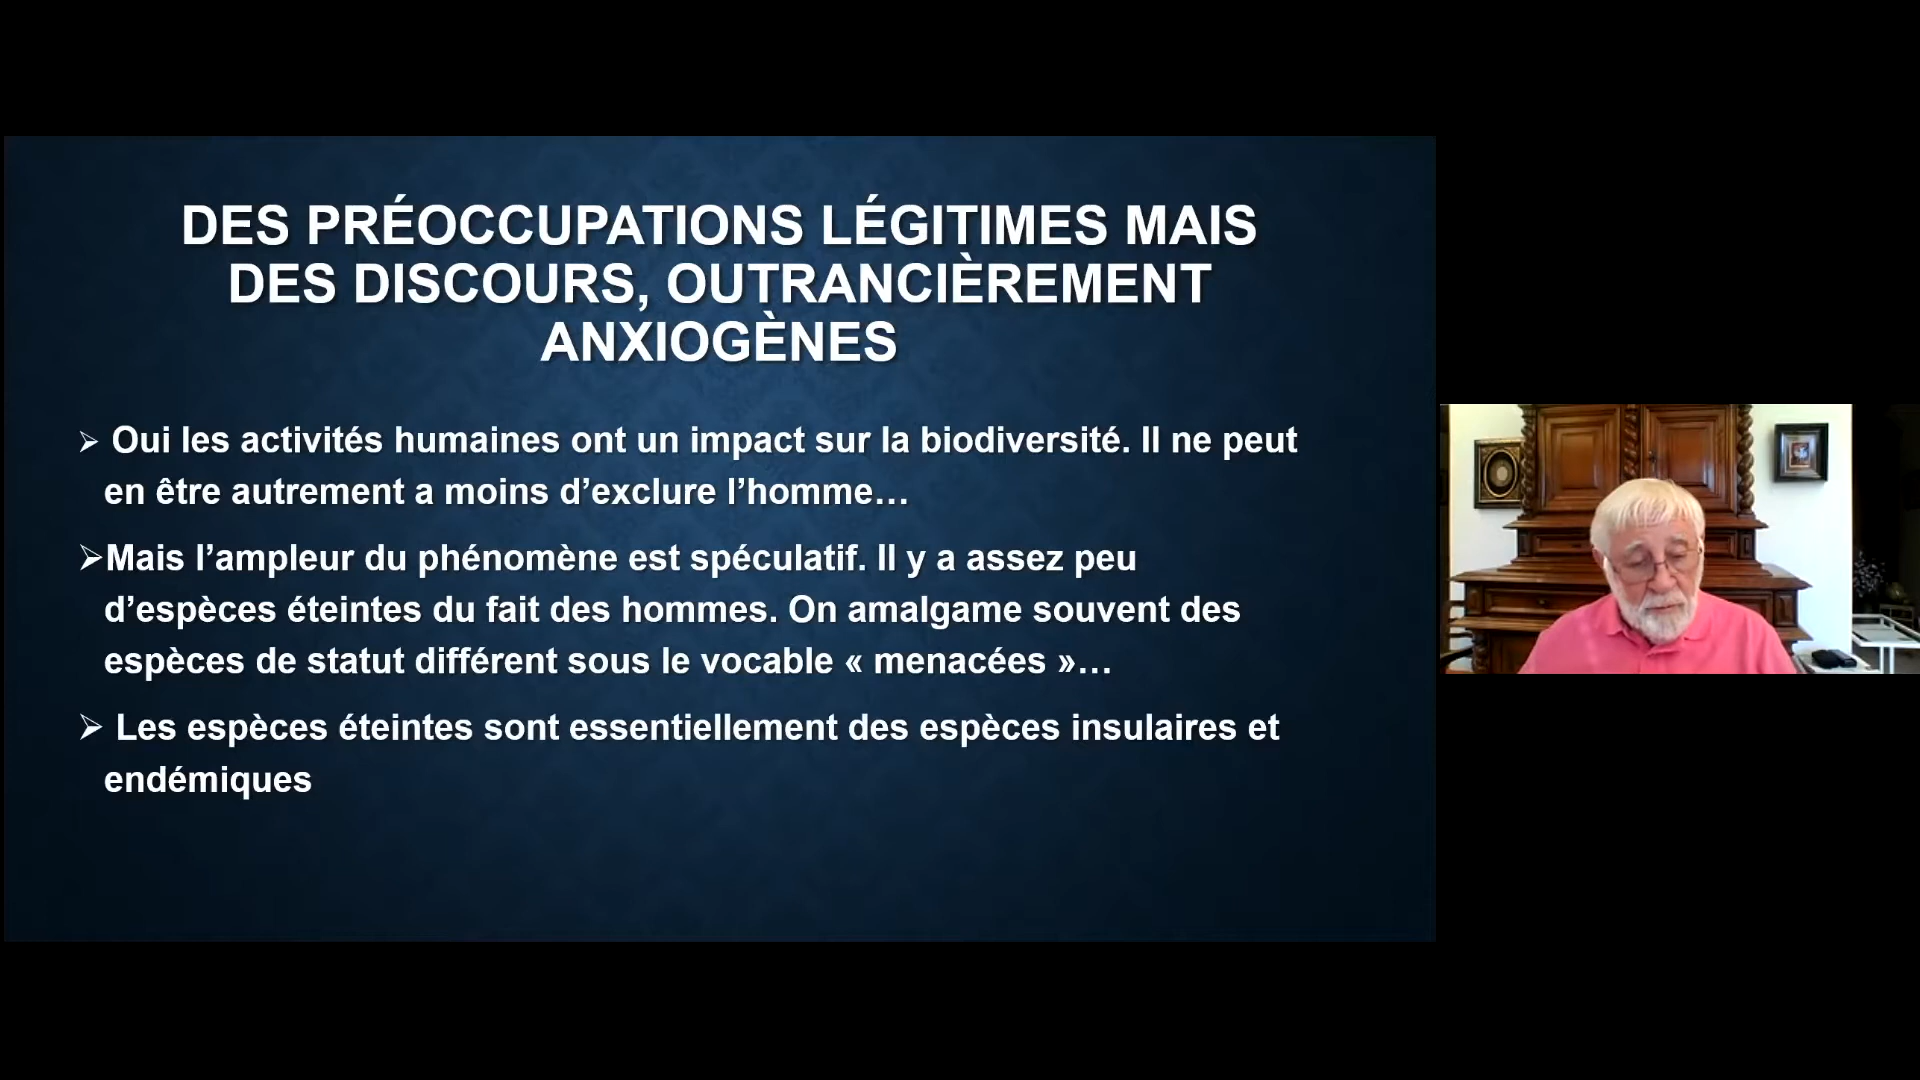 DES PRÉOCCUPATIONS LÉGITIMES MAIS
DES DISCOURS, OUTRANCIÈREMENT
ANXIOGÈNES
➢ Oui les activités humaines ont un impact sur la biodiversité. Il ne peut
en être autrement a moins d’exclure l’homme…
➢Mais l’ampleur du phénomène est spéculatif. Il y a assez peu
d’espèces éteintes du fait des hommes. On amalgame souvent des
espèces de statut différent sous le vocable « menacées »…
➢ Les espèces éteintes sont essentiellement des espèces insulaires et
endémiques